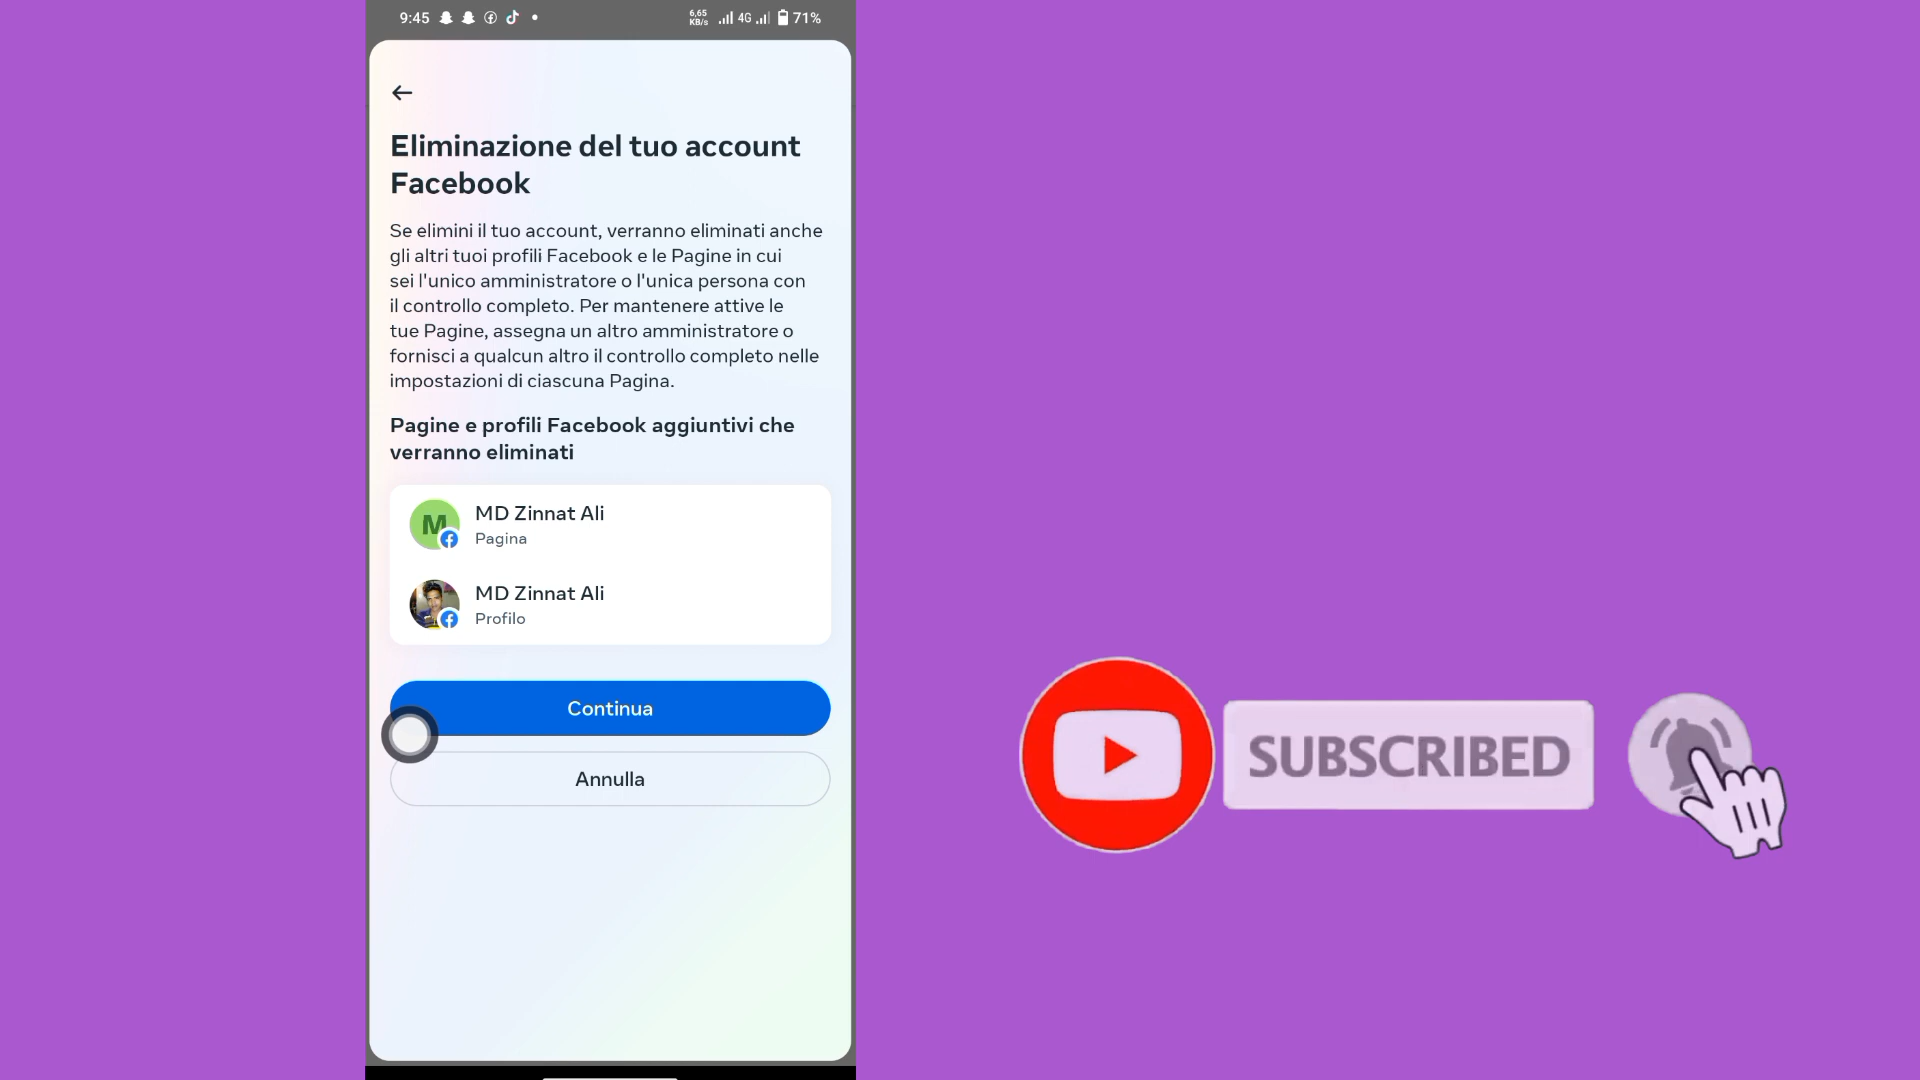 9:45
6,65
KB/s
4G
71%
Eliminazione del tuo account
Facebook
Se elimini il tuo account, verranno eliminati anche
gli altri tuoi profili Facebook e le Pagine in cui
sei l'unico amministratore o l'unica persona con
il controllo completo. Per mantenere attive le
tue Pagine, assegna un altro amministratore o
fornisci a qualcun altro il controllo completo nelle
impostazioni di ciascuna Pagina.
Pagine e profili Facebook aggiuntivi che
verranno eliminati
M
MD Zinnat Ali
Pagina
MD Zinnat Ali
Profilo
Continua
Annulla
SUBSCRIBED